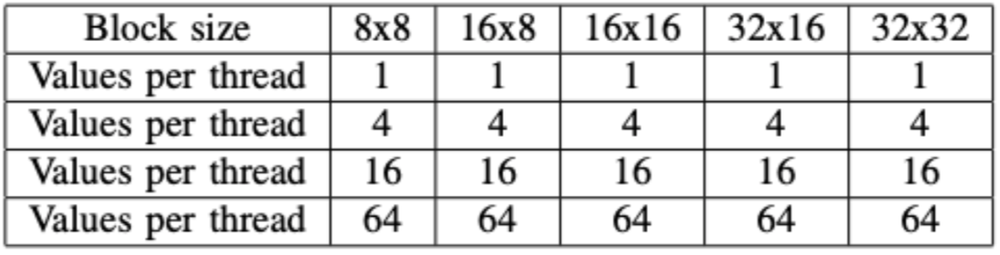 Block size 8x8 16x8 16x16 32x16 32x32
Values per thread 1 1 1 1 1
Values per thread 4 4 4 4 4
Values per thread 16 16 16 16 16
Values per thread 64 64 64 64 64